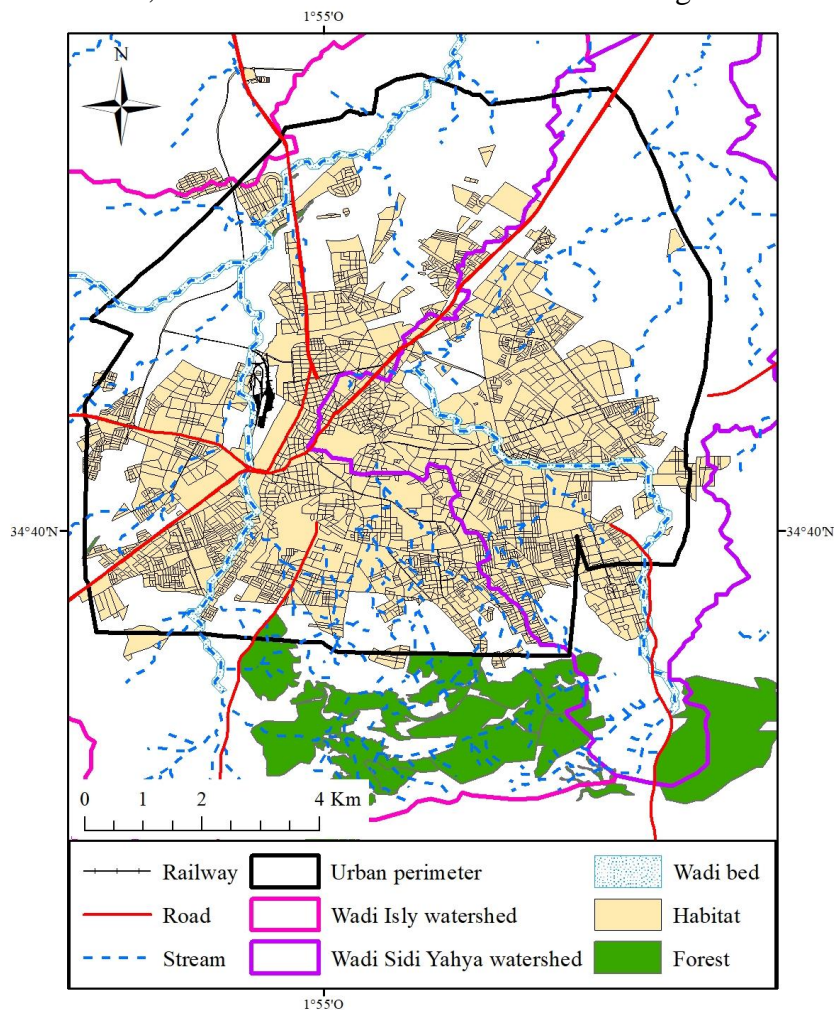 1°55'O
N
34°40'N
34°40'N
0 1 2 4 Km
Railway
Urban perimeter
Wadi bed
Road
Wadi Isly watershed
Habitat
Stream
Wadi Sidi Yahya watershed
Forest
1°55'O